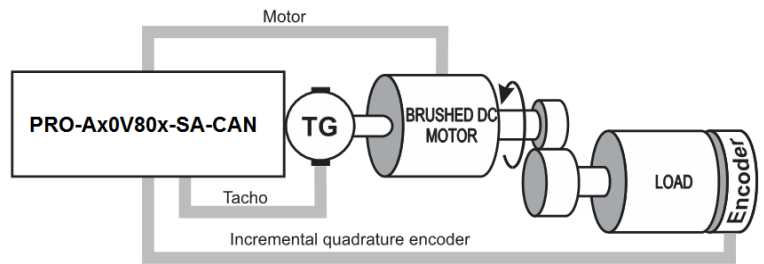 Motor
PRO-Ax0V80x-SA-CAN
TG
BRUSHED DC
MOTOR
LOAD
Encoder
Tacho
Incremental quadrature encoder